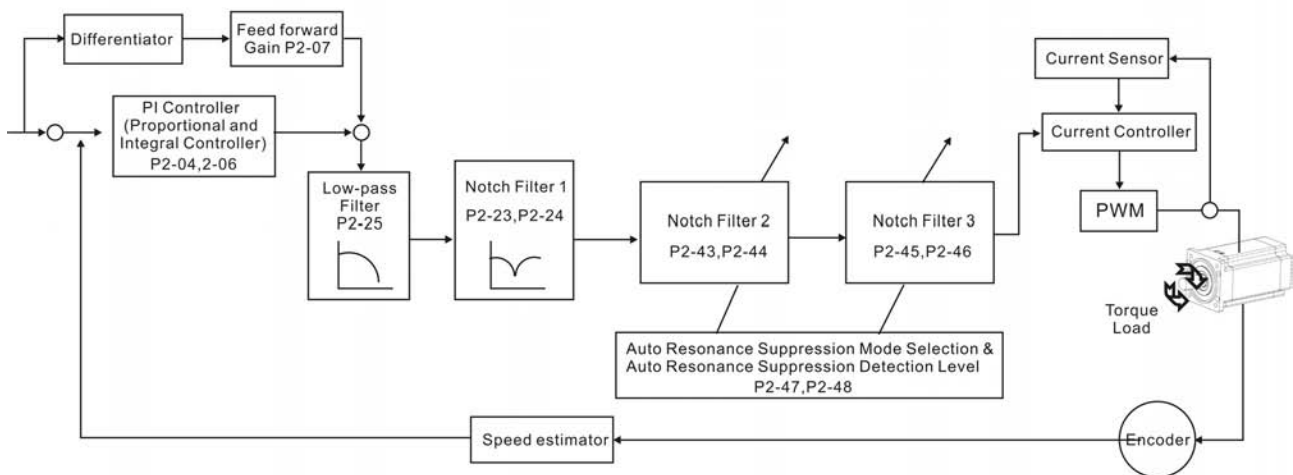 Differentiator
Feed forward
Gain P2-07
PI Controller
(Proportional and
Integral Controller)
P2-04,2-06
Low-pass
Filter
P2-25
Notch Filter 1
P2-23,P2-24
Notch Filter 2
P2-43,P2-44
Notch Filter 3
P2-45,P2-46
Auto Resonance Suppression Mode Selection &
Auto Resonance Suppression Detection Level
P2-47,P2-48
Current Sensor
Current Controller
PWM
Torque
Load
Encoder
Speed estimator